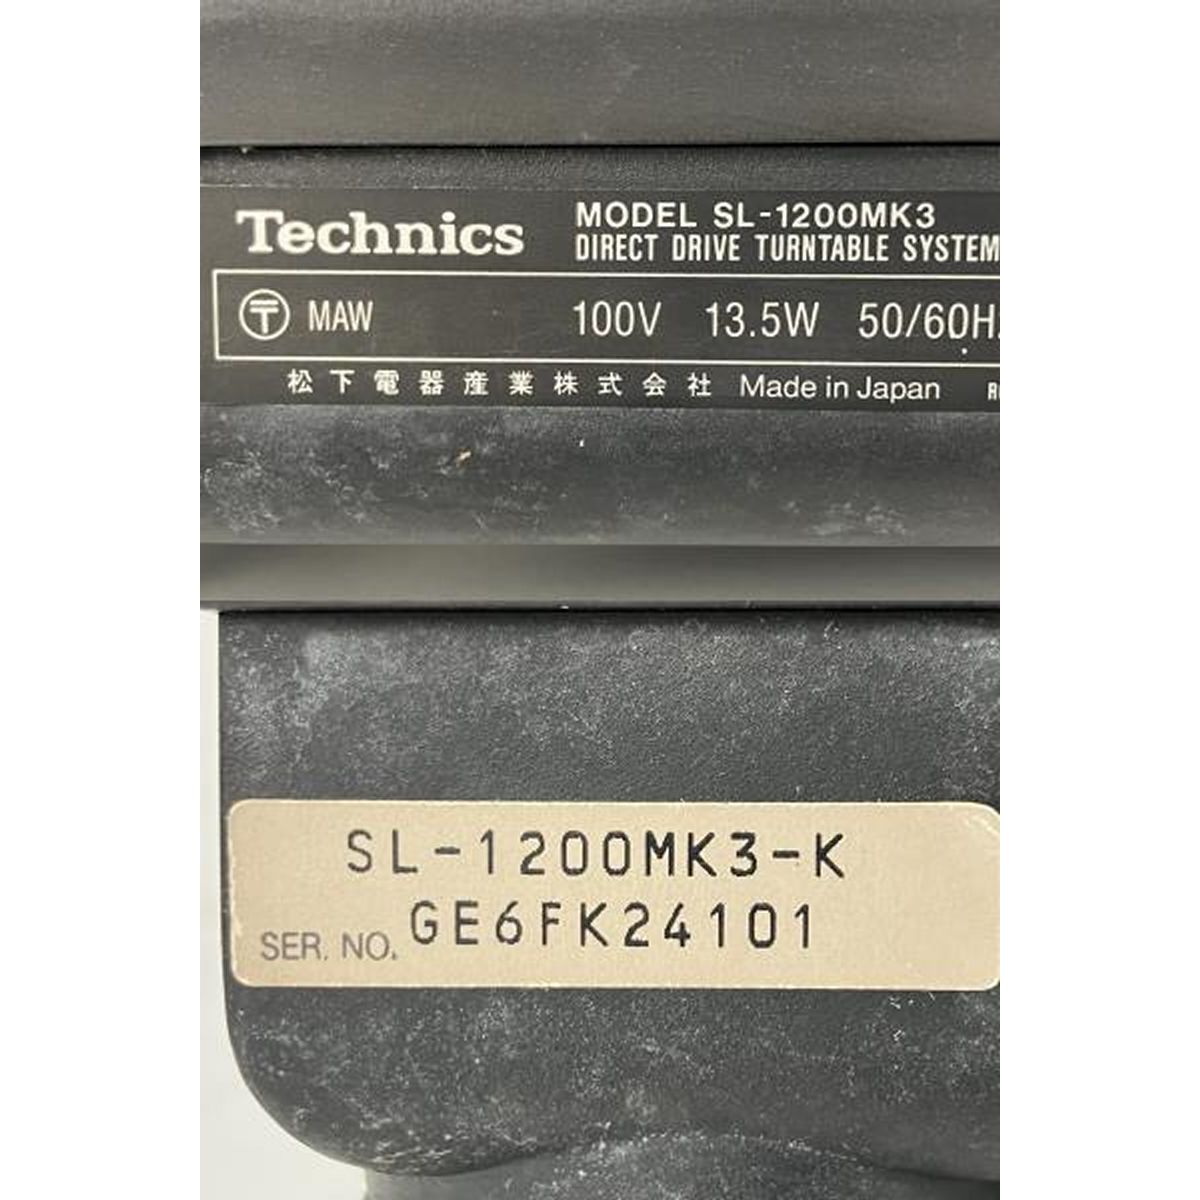 Technics
MODEL SL-1200MK3
DIRECT DRIVE TURNTABLE SYSTEM
〒 MAW 100V 13.5W 50/60Hz
松下電器産業株式会社 Made in Japan
SL-1200MK3-K
SER. NO. GE6FK24101